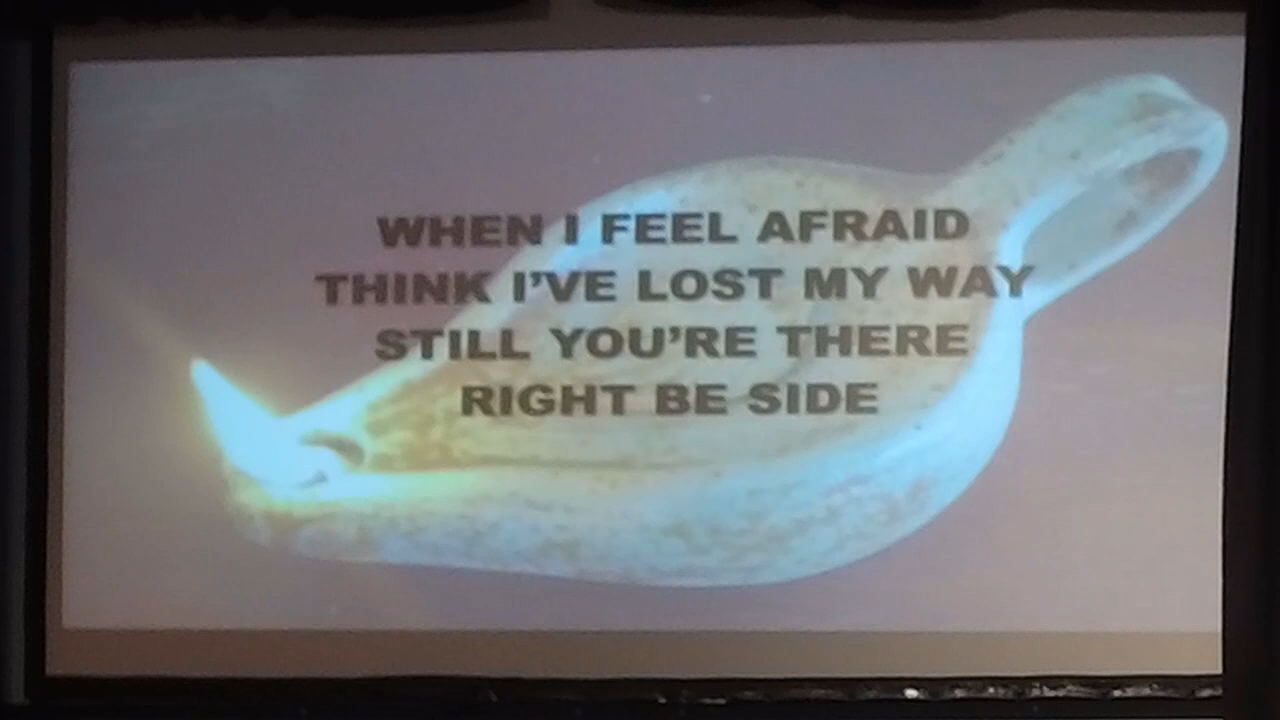 WHEN I FEEL AFRAID
THINK I'VE LOST MY WAY
STILL YOU'RE THERE
RIGHT BE SIDE